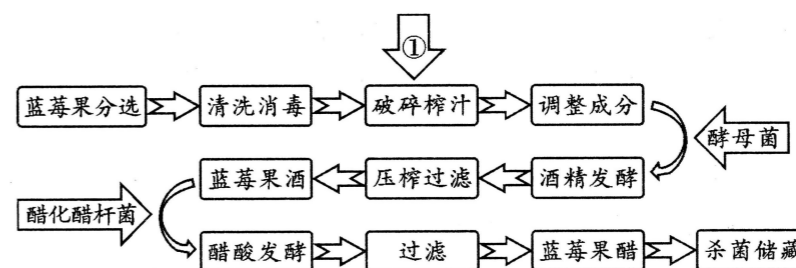 ①
蓝莓果分选
清洗消毒
破碎榨汁
调整成分
酵母菌
蓝莓果酒
压榨过滤
酒精发酵
醋化醋杆菌
醋酸发酵
过滤
蓝莓果醋
杀菌储藏